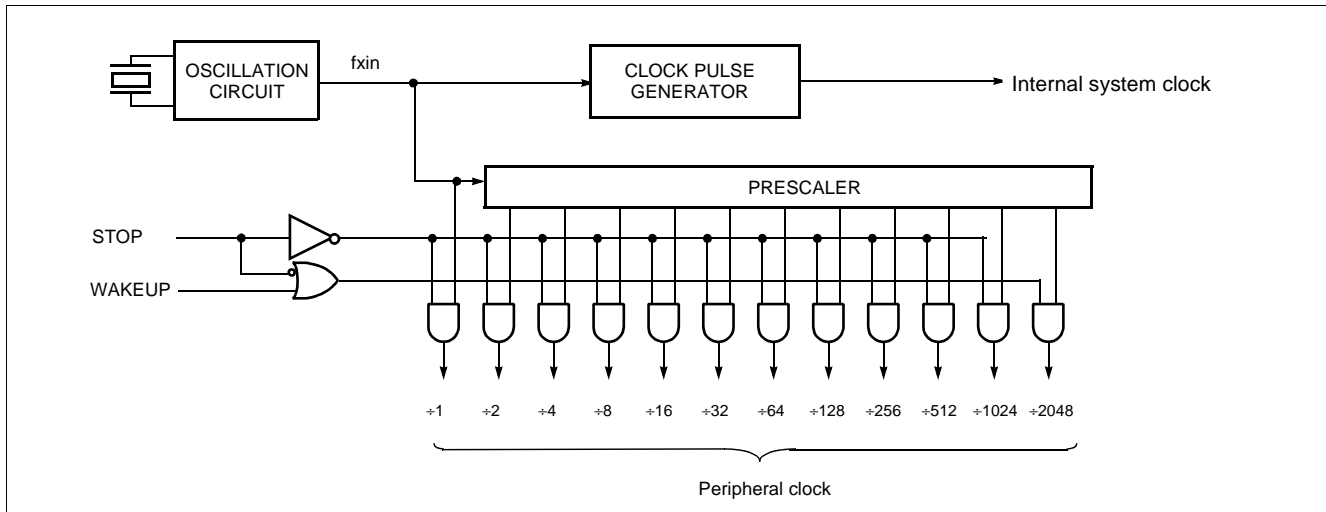 OSCILLATION
CIRCUIT
fxin
CLOCK PULSE
GENERATOR
Internal system clock
PRESCALER
STOP
WAKEUP
÷1 ÷2 ÷4 ÷8 ÷16 ÷32 ÷64 ÷128 ÷256 ÷512 ÷1024 ÷2048
Peripheral clock